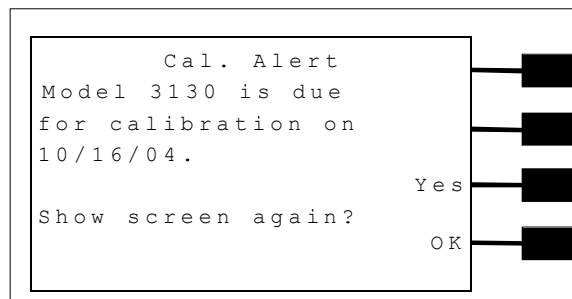 Cal. Alert
Model 3130 is due
for calibration on
10/16/04.
Yes
Show screen again?
OK